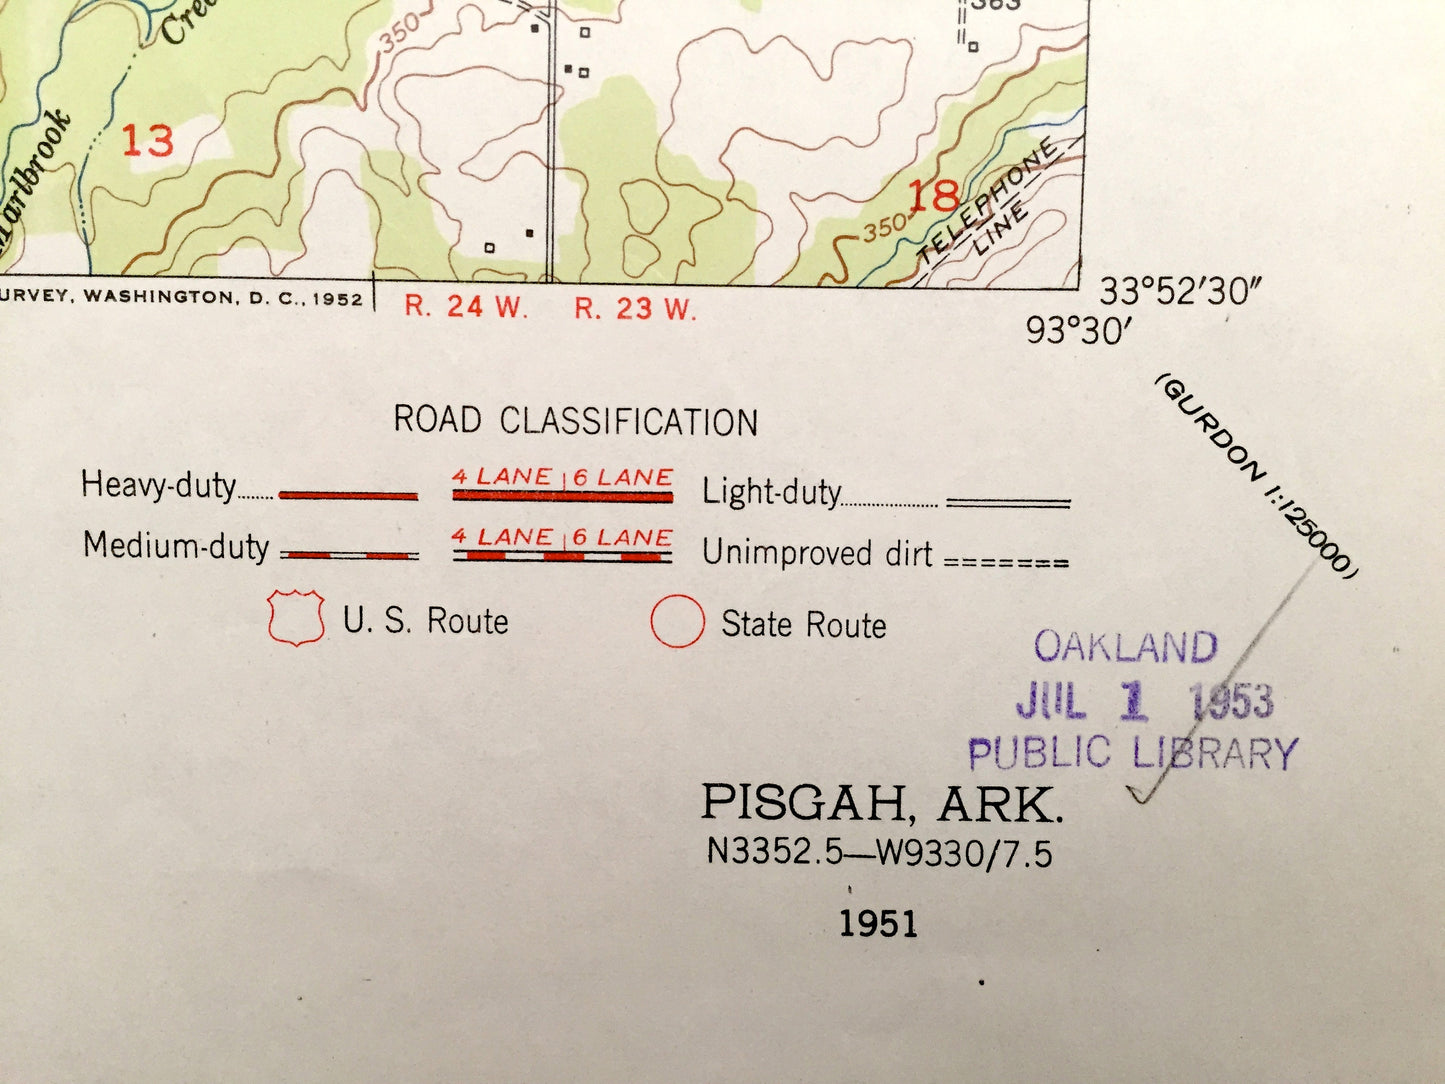 363
350
Cree
Marlbrook
13
18
350
TELEPHONE
LINE
URVEY, WASHINGTON, D. C., 1952
R. 24 W. R. 23 W.
33°52′30″
93°30′
(GURDON 1:125000)
ROAD CLASSIFICATION
Heavy-duty 4 LANE | 6 LANE Light-duty
Medium-duty 4 LANE | 6 LANE Unimproved dirt
U. S. Route State Route
OAKLAND
JUL 1 1953
PUBLIC LIBRARY
PISGAH, ARK.
N3352.5—W9330/7.5
1951